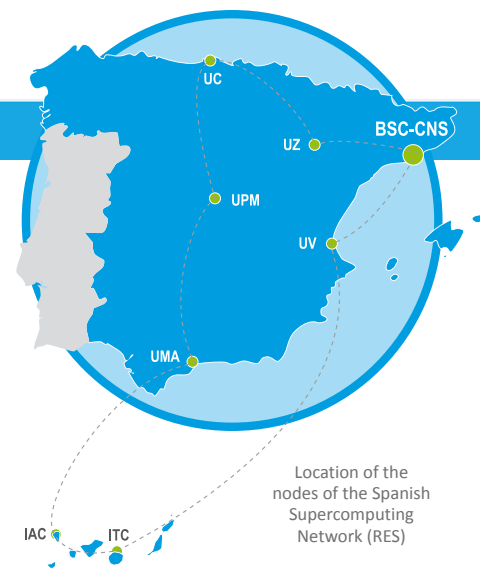 UC
BSC-CNS
UZ
UPM
UV
UMA
Location of the
nodes of the Spanish
Supercomputing
Network (RES)
IAC
ITC